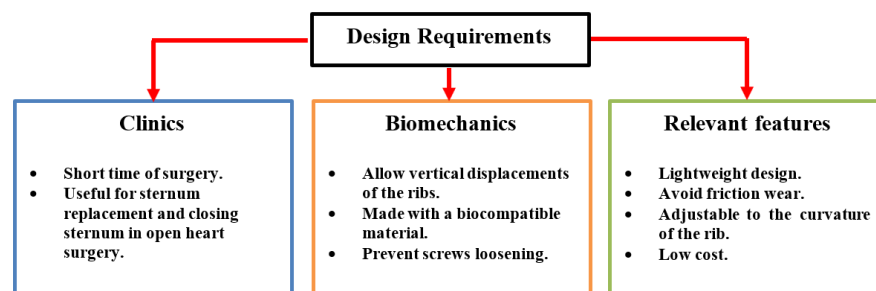 Design Requirements
Clinics
• Short time of surgery.
• Useful for sternum
replacement and closing
sternum in open heart
surgery.
Biomechanics
• Allow vertical displacements
of the ribs.
• Made with a biocompatible
material.
• Prevent screws loosening.
Relevant features
• Lightweight design.
• Avoid friction wear.
• Adjustable to the curvature
of the rib.
• Low cost.